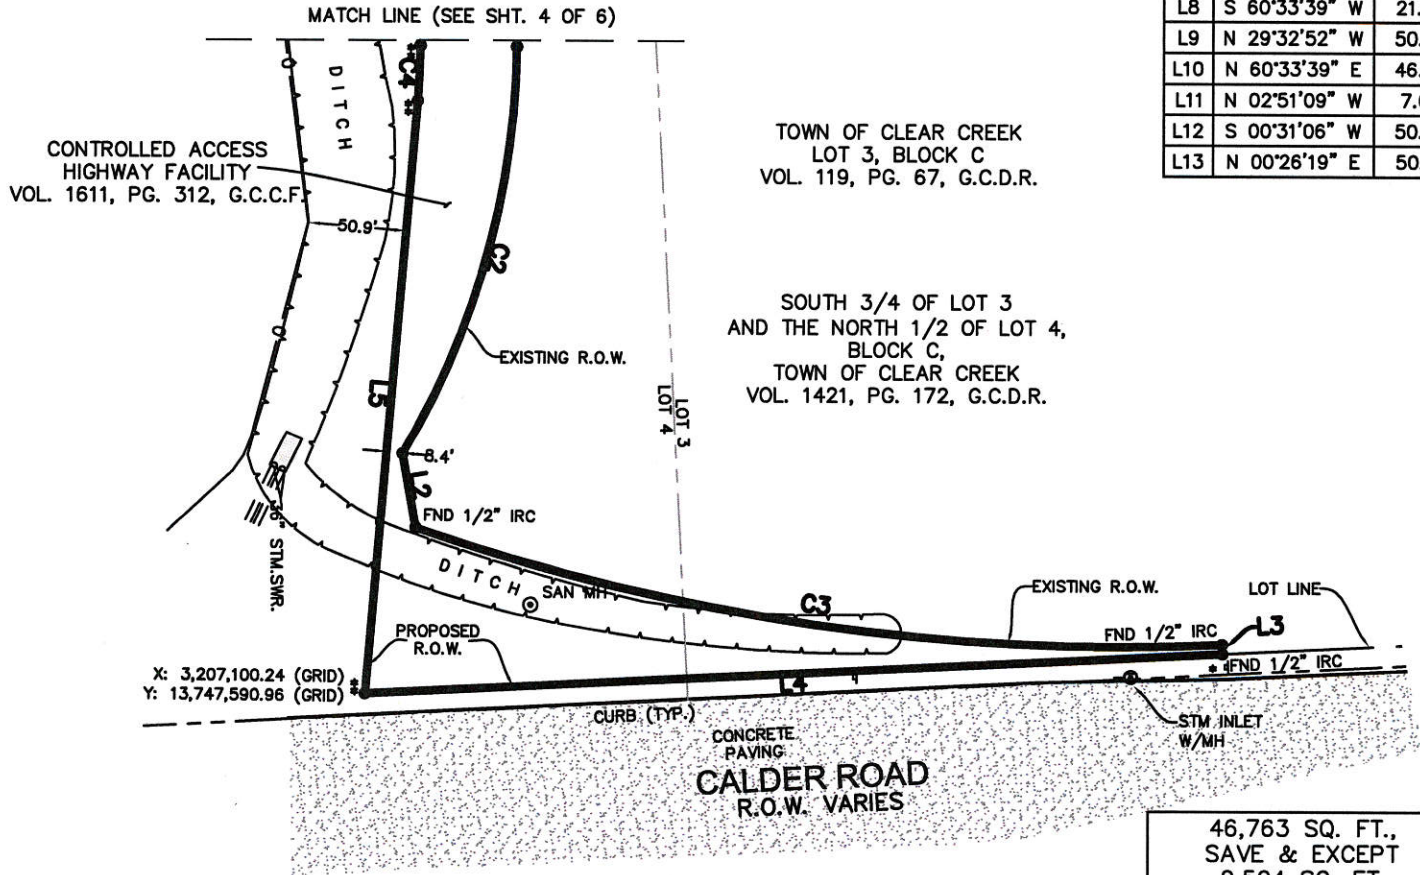 MATCH LINE (SEE SHT. 4 OF 6)
L8 S 60°33'39" W 21.
L9 N 29°32'52" W 50.
L10 N 60°33'39" E 46.
L11 N 02°51'09" W 7.
L12 S 00°31'06" W 50.
L13 N 00°26'19" E 50.
**
C4
**
DITCH
CONTROLLED ACCESS
HIGHWAY FACILITY
VOL. 1611, PG. 312, G.C.C.F.
TOWN OF CLEAR CREEK
LOT 3, BLOCK C
VOL. 119, PG. 67, G.C.D.R.
50.9'
C2
SOUTH 3/4 OF LOT 3
AND THE NORTH 1/2 OF LOT 4,
BLOCK C,
TOWN OF CLEAR CREEK
VOL. 1421, PG. 172, G.C.D.R.
EXISTING R.O.W.
L5
LOT 3
LOT 4
8.4'
L2
FND 1/2" IRC
36" STM.SWR.
DITCH
SAN MH
C3
EXISTING R.O.W.
LOT LINE
PROPOSED
R.O.W.
FND 1/2" IRC
L3
**
FND 1/2" IRC
X: 3,207,100.24 (GRID)
Y: 13,747,590.96 (GRID)
**
L4
CURB (TYP.)
STM INLET
W/MH
CONCRETE
PAVING
CALDER ROAD
R.O.W. VARIES
46,763 SQ. FT.,
SAVE & EXCEPT